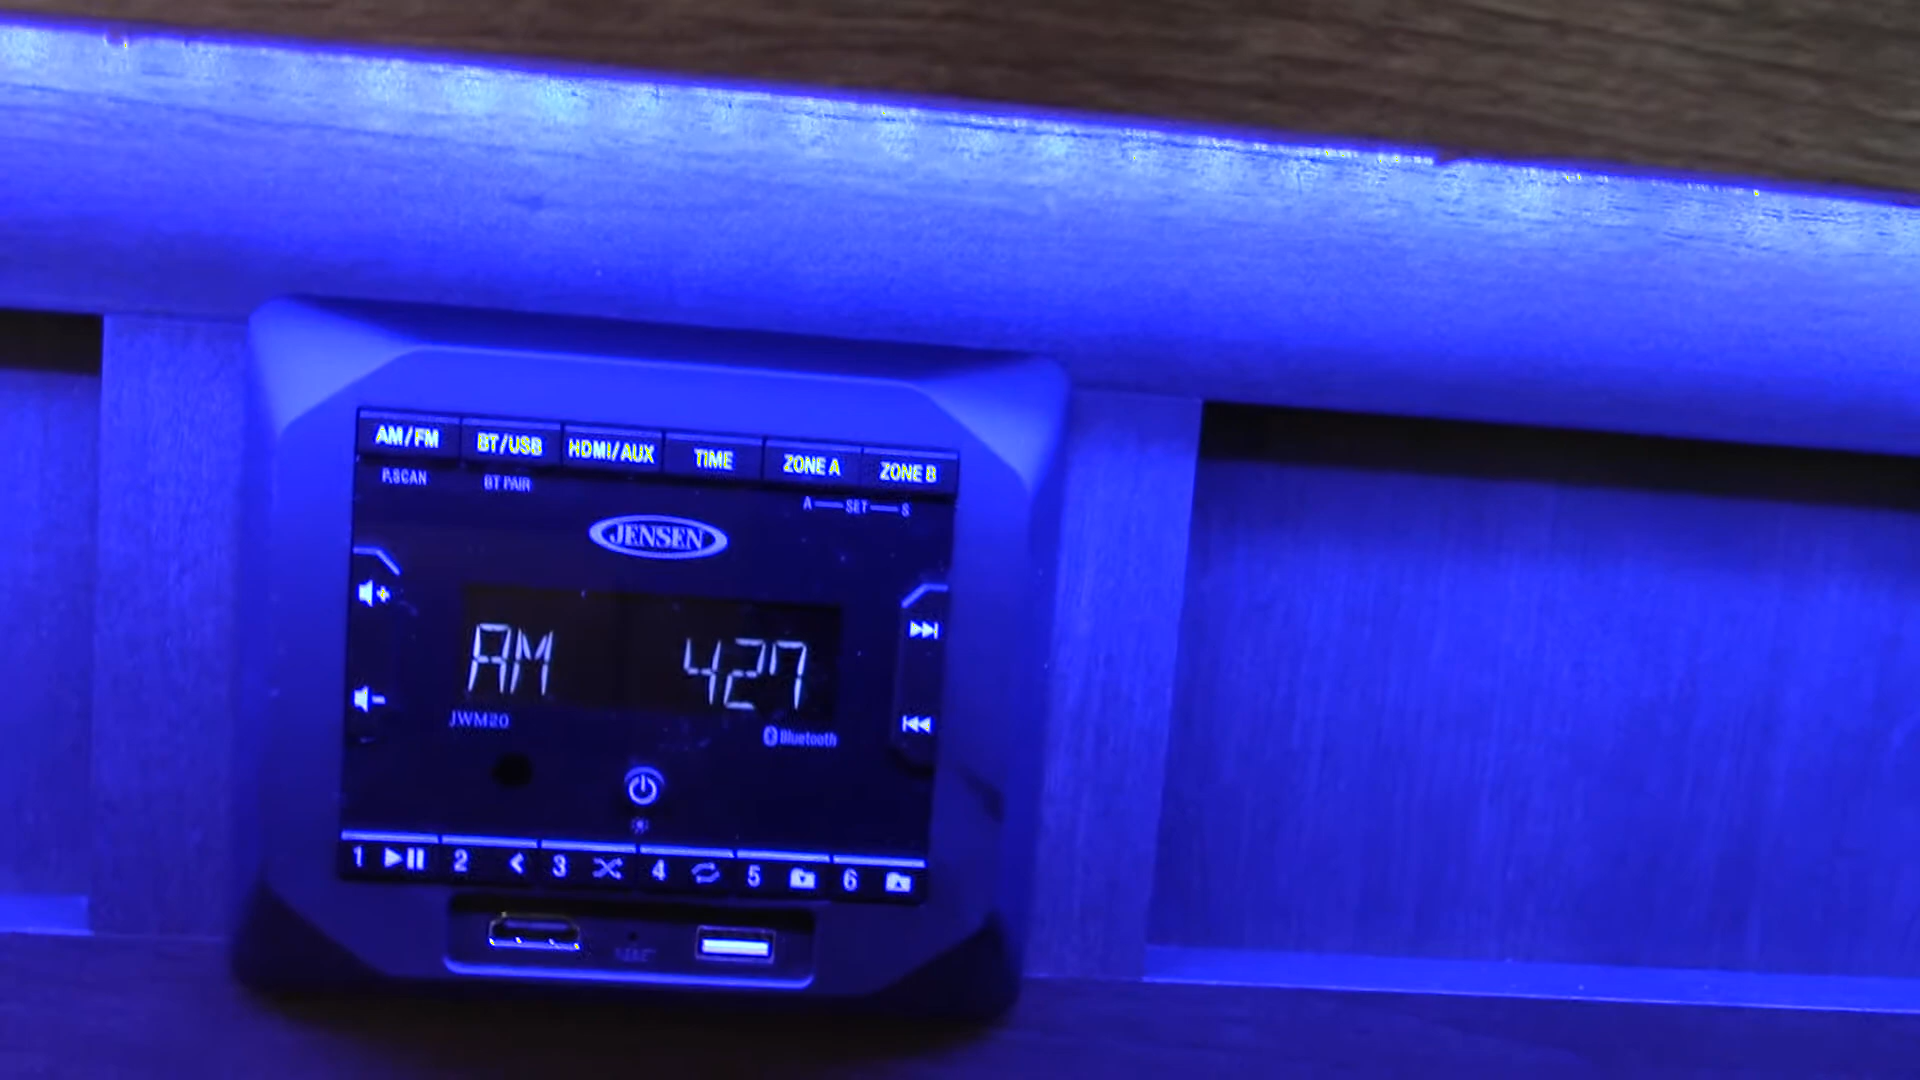 AM/FM BT/USB HDMI/AUX TIME ZONE A ZONE B
P.SCAN BT PAIR
A SET S
JENSEN
AM 427
JWM20
Bluetooth
1 2 3 4 5 6
RESET